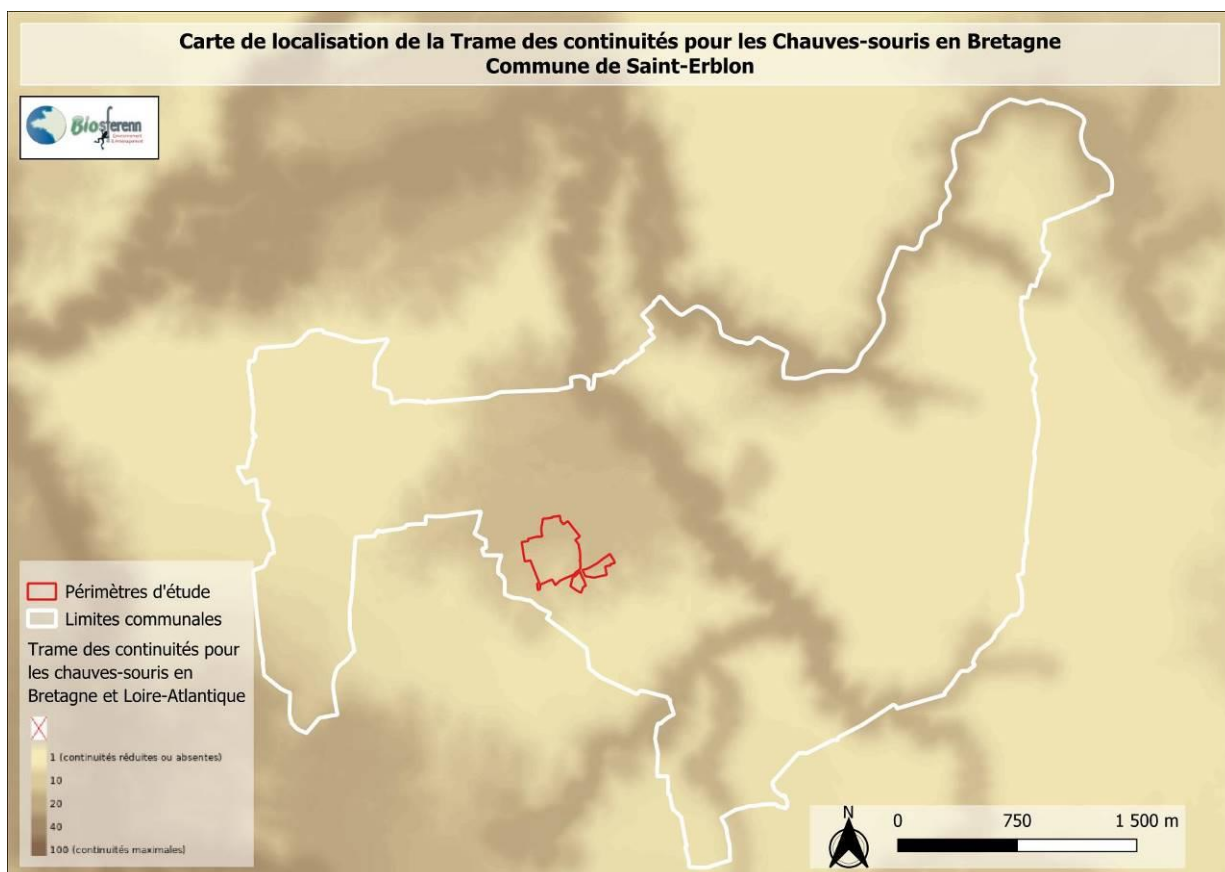 Carte de localisation de la Trame des continuités pour les Chauves-souris en Bretagne
Commune de Saint-Erblon
Biosferenn
Périmètres d'étude
Limites communales
Trame des continuités pour
les chauves-souris en
Bretagne et Loire-Atlantique
1 (continuités réduites ou absentes)
10
20
40
100 (continuités maximales)
N
0 750 1 500 m